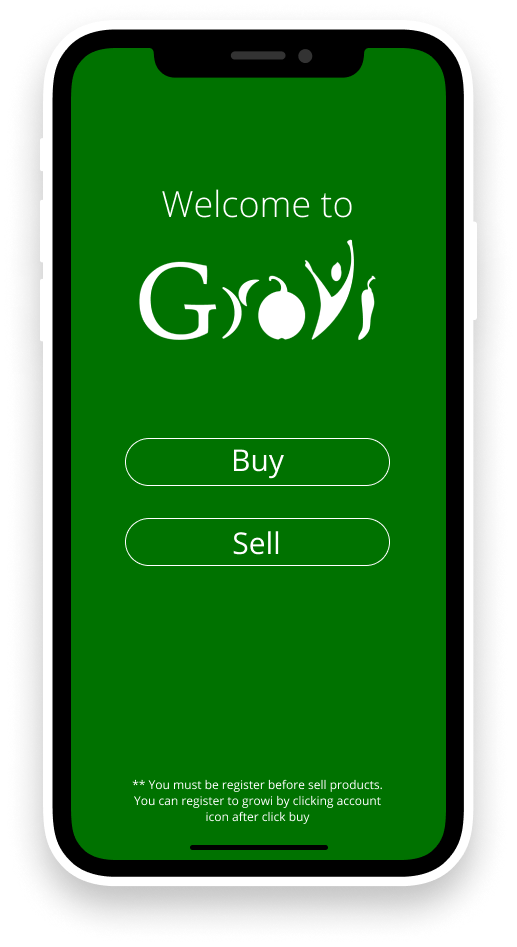 Welcome to
Growi
Buy
Sell
** You must be register before sell products.
You can register to growi by clicking account
icon after click buy